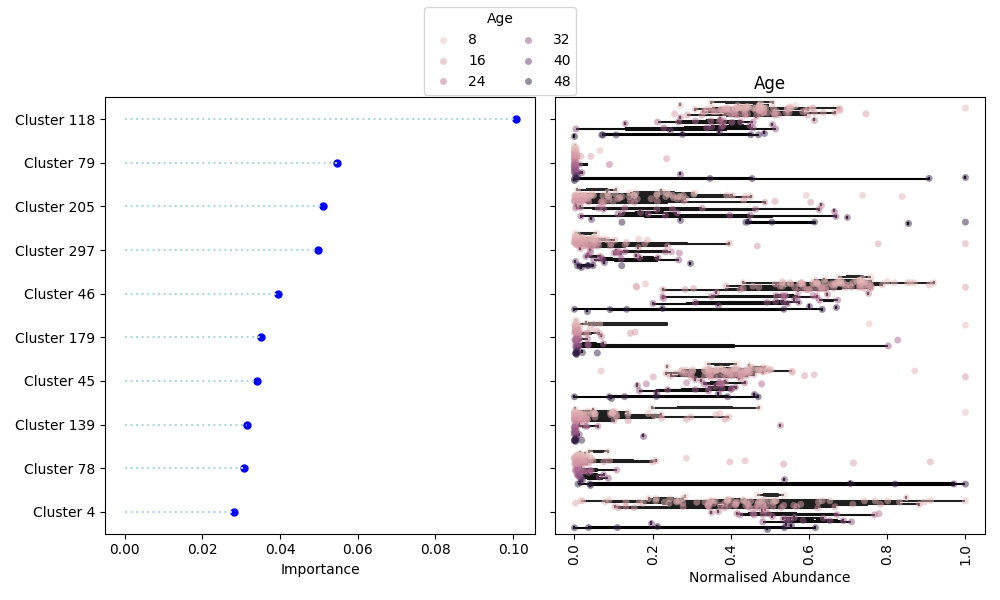 Age
8 32
16 40
24 48
Age
Cluster 118
Cluster 79
Cluster 205
Cluster 297
Cluster 46
Cluster 179
Cluster 45
Cluster 139
Cluster 78
Cluster 4
0.00 0.02 0.04 0.06 0.08 0.10
Importance
0.0 0.2 0.4 0.6 0.8 1.0
Normalised Abundance